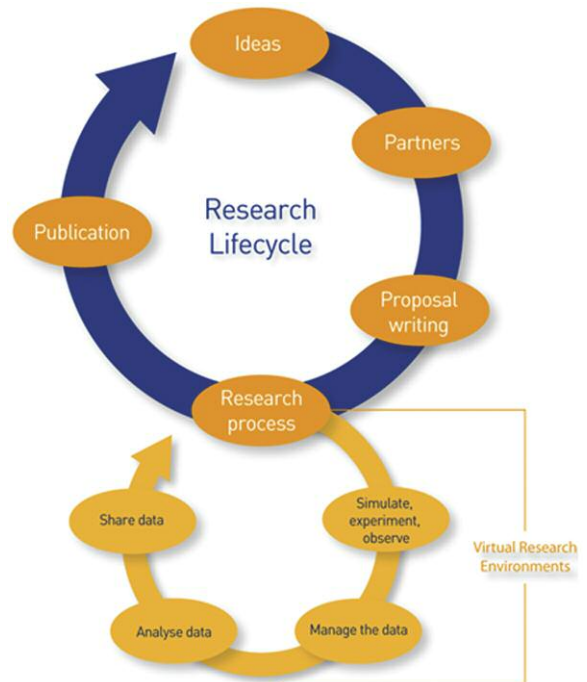 Ideas
Partners
Publication
Research
Lifecycle
Proposal
writing
Research
process
Share data
Simulate,
experiment,
observe
Virtual Research
Environments
Analyse data
Manage the data